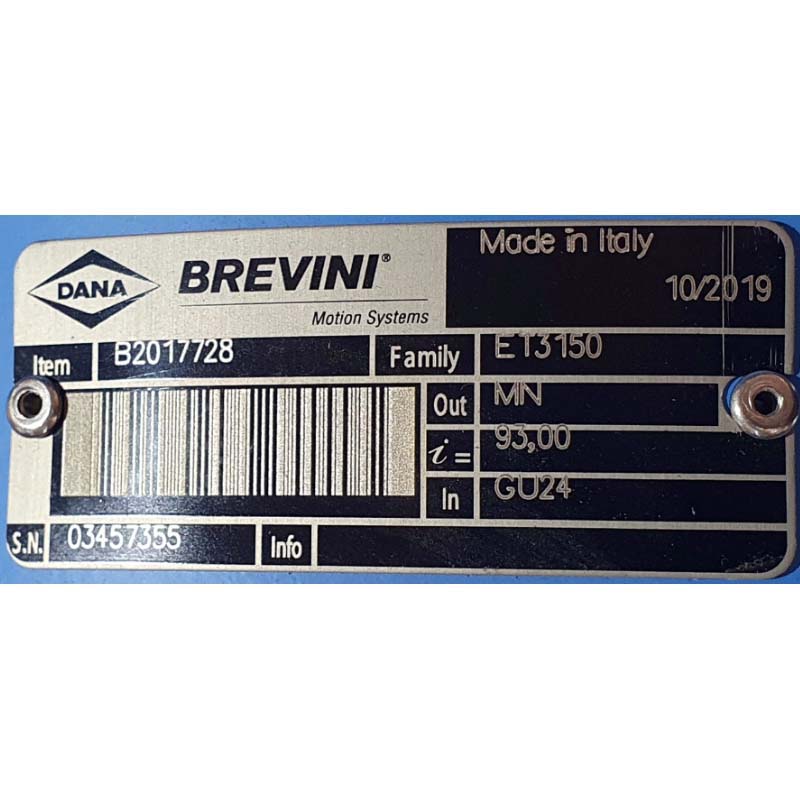 DANA BREVINI®
Motion Systems
Made in Italy
10/2019
Item B2017728 Family ET3150
Out MN
i = 93,00
In GU24
S.N. 03457355 Info